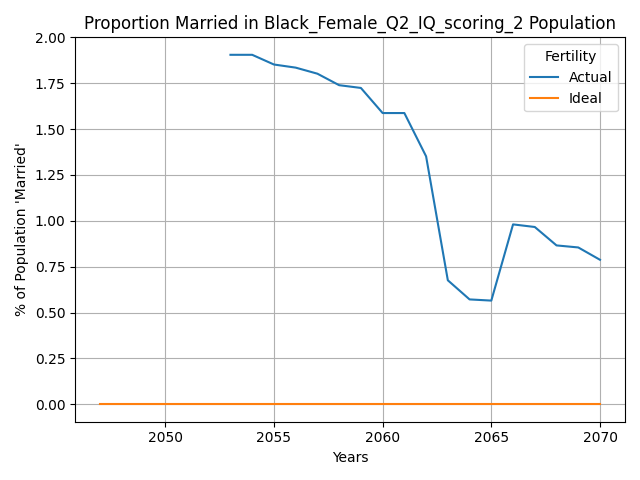 Proportion Married in Black_Female_Q2_IQ_scoring_2 Population
2.00
1.75
1.50
1.25
1.00
0.75
0.50
0.25
0.00
% of Population 'Married'
Fertility
Actual
Ideal
2050
2055
2060
2065
2070
Years